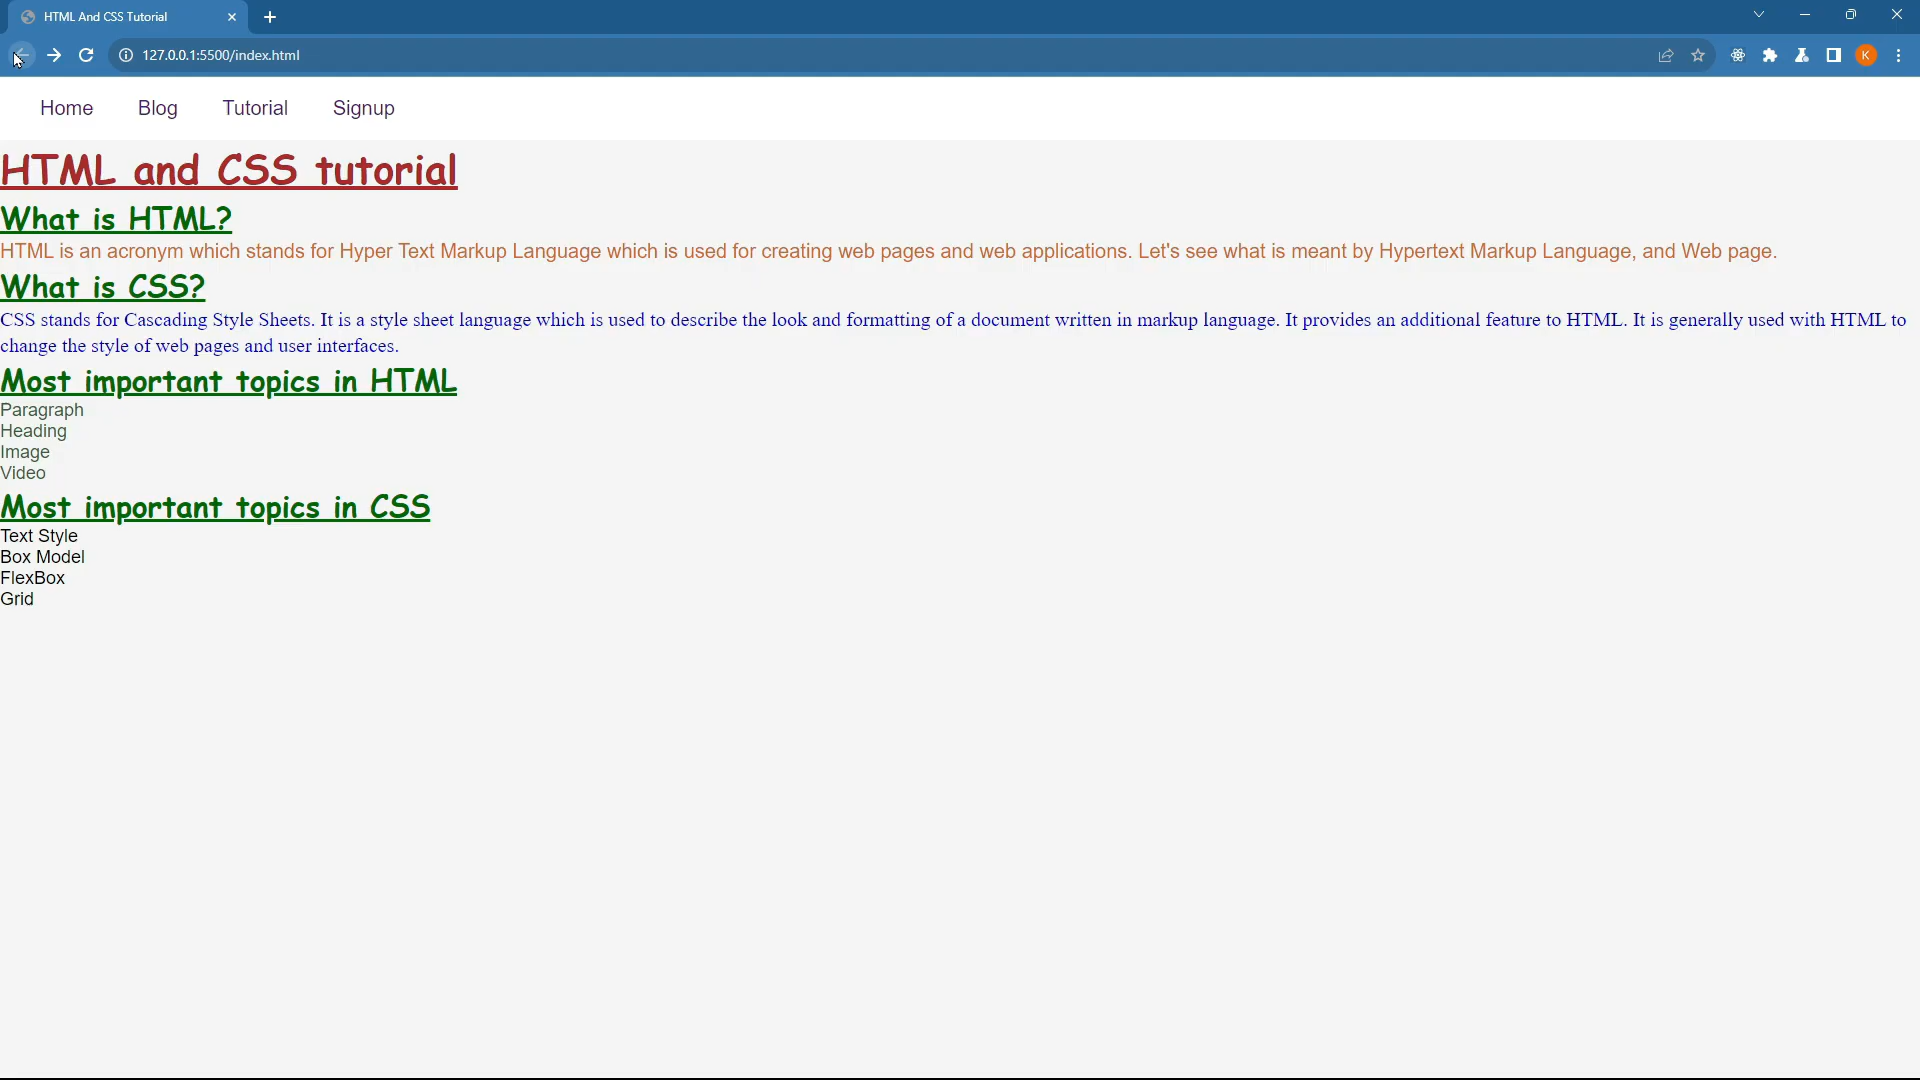 HTML And CSS Tutorial
127.0.0.1:5500/index.html
K
Home Blog Tutorial Signup
HTML and CSS tutorial
What is HTML?
HTML is an acronym which stands for Hyper Text Markup Language which is used for creating web pages and web applications. Let's see what is meant by Hypertext Markup Language, and Web page.
What is CSS?
CSS stands for Cascading Style Sheets. It is a style sheet language which is used to describe the look and formatting of a document written in markup language. It provides an additional feature to HTML. It is generally used with HTML to
change the style of web pages and user interfaces.
Most important topics in HTML
Paragraph
Heading
Image
Video
Most important topics in CSS
Text Style
Box Model
FlexBox
Grid